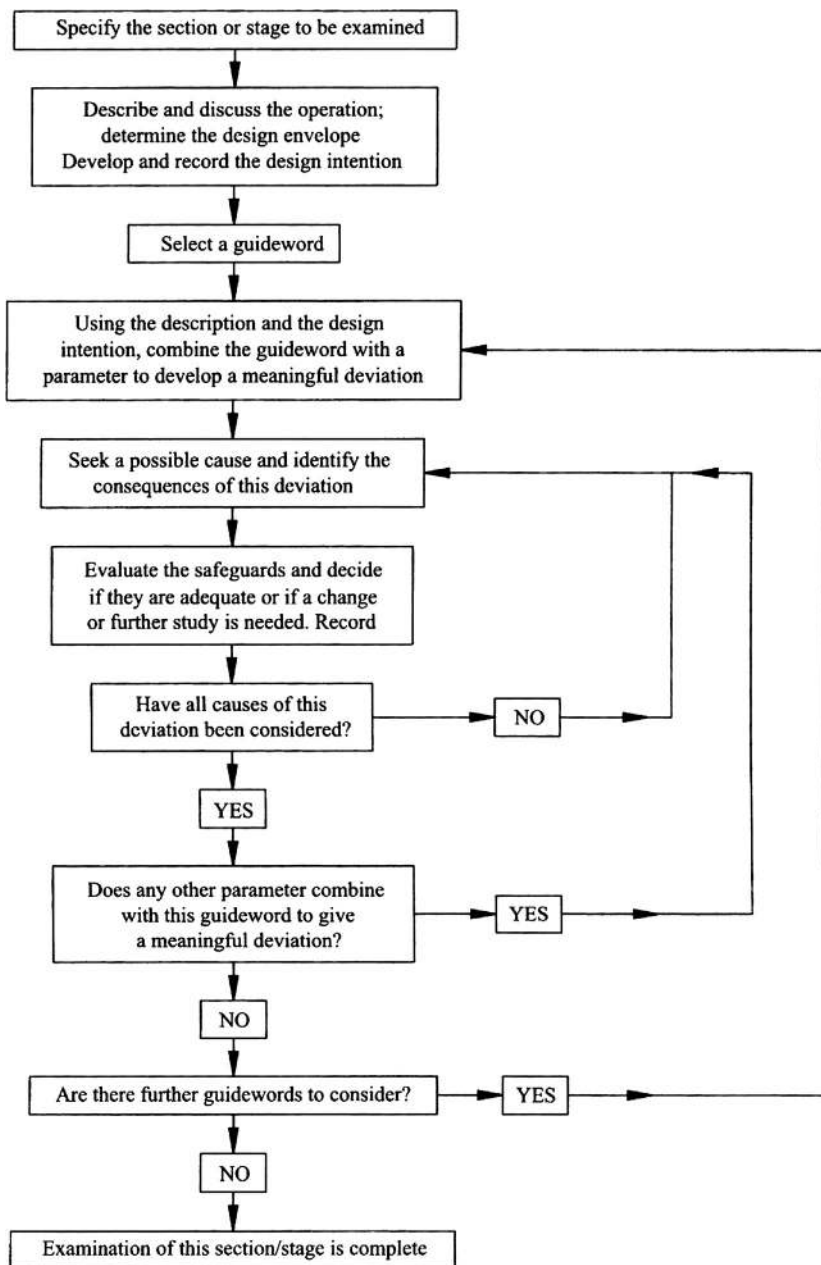 Specify the section or stage to be examined
Describe and discuss the operation;
determine the design envelope
Develop and record the design intention
Select a guideword
Using the description and the design
intention, combine the guideword with a
parameter to develop a meaningful deviation
Seek a possible cause and identify the
consequences of this deviation
Evaluate the safeguards and decide
if they are adequate or if a change
or further study is needed. Record
Have all causes of this
deviation been considered?
NO
YES
Does any other parameter combine
with this guideword to give
a meaningful deviation?
YES
NO
Are there further guidewords to consider?
YES
NO
Examination of this section/stage is complete